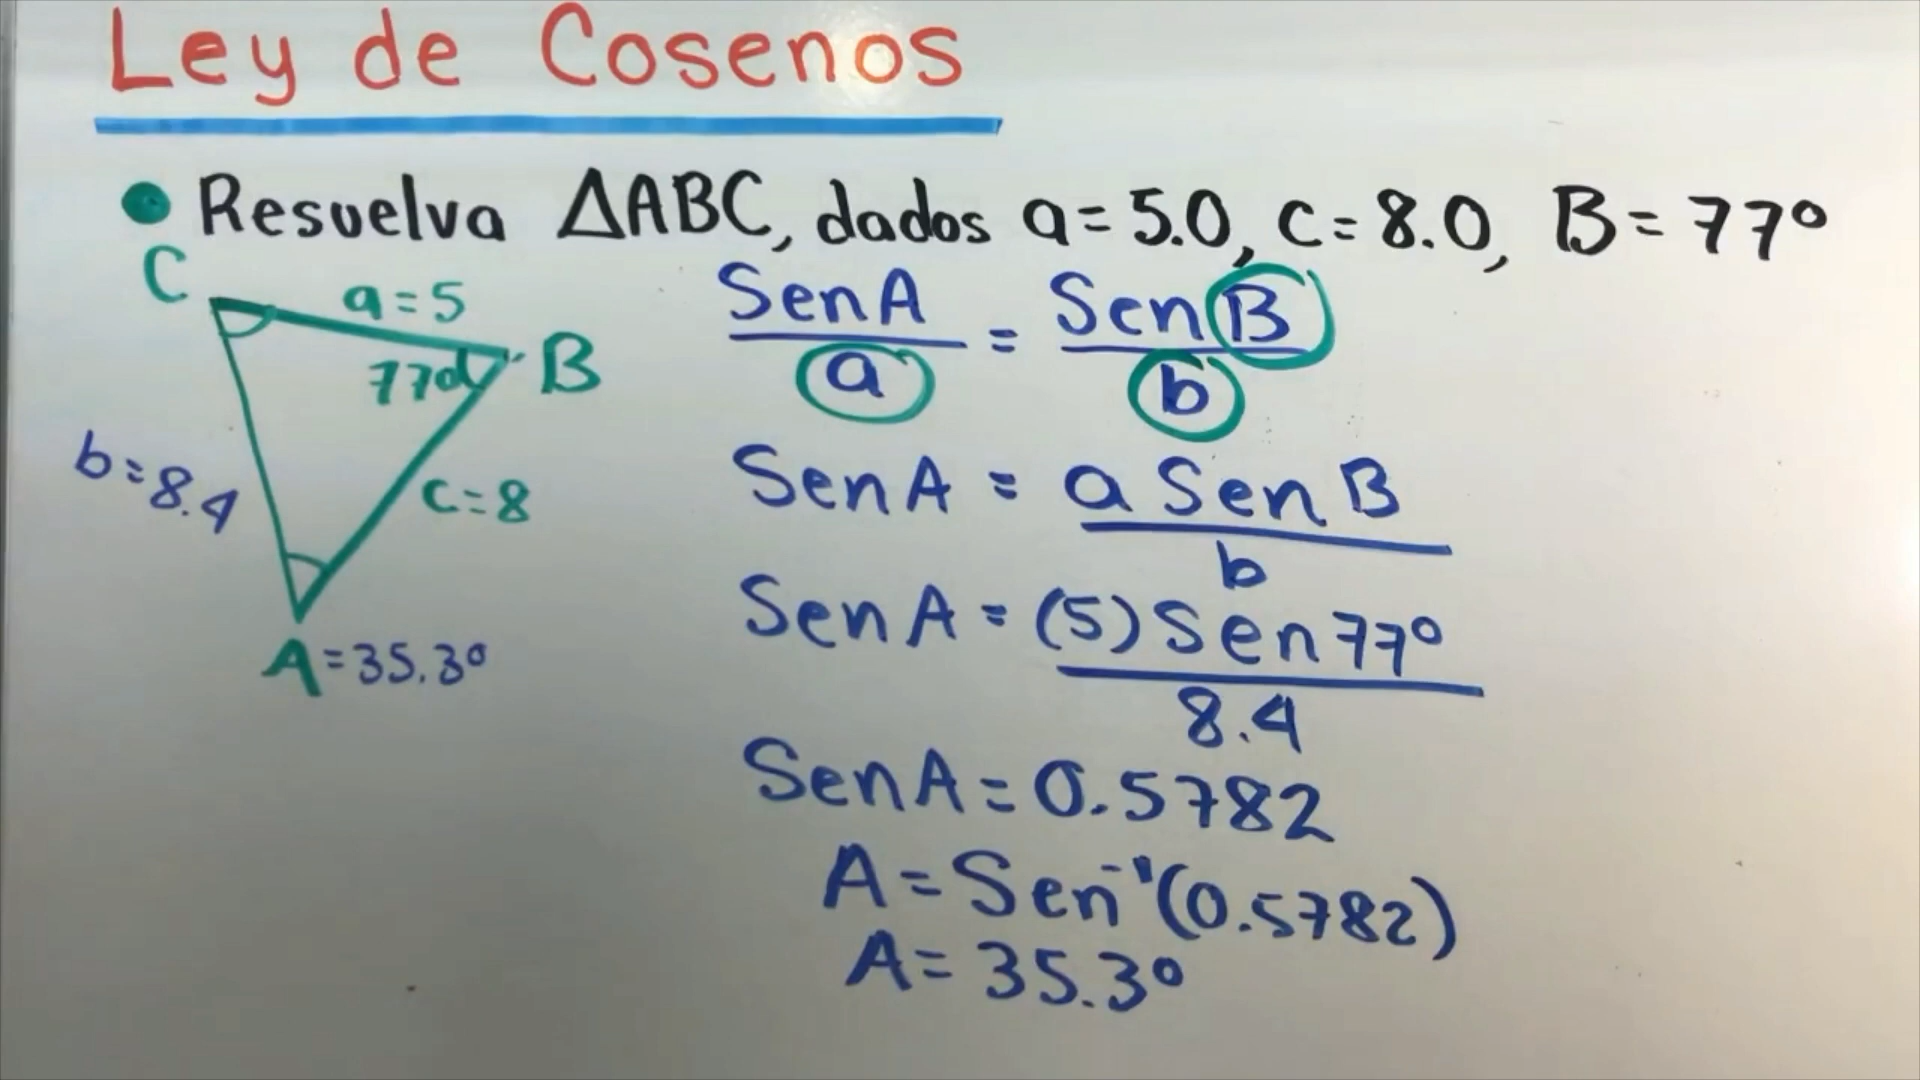 Ley de Cosenos
Resuelva ΔABC, dados a=5.0, c=8.0, B=77°
C
a=5
77°
B
b=8.4
c=8
A=35.3°
SenA/a = SenB/b
SenA = a SenB/b
SenA = (5)Sen77°/8.4
SenA=0.5782
A=Sen⁻¹(0.5782)
A=35.3°